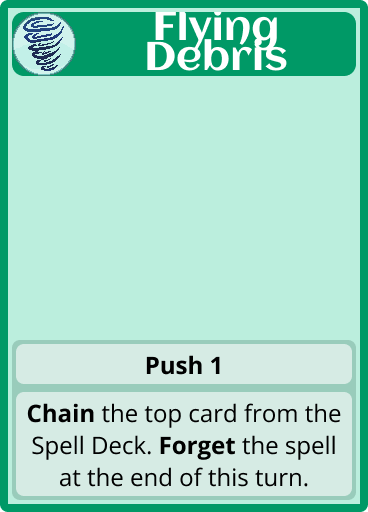 Flying
Debris
Push 1
Chain the top card from the
Spell Deck. Forget the spell
at the end of this turn.